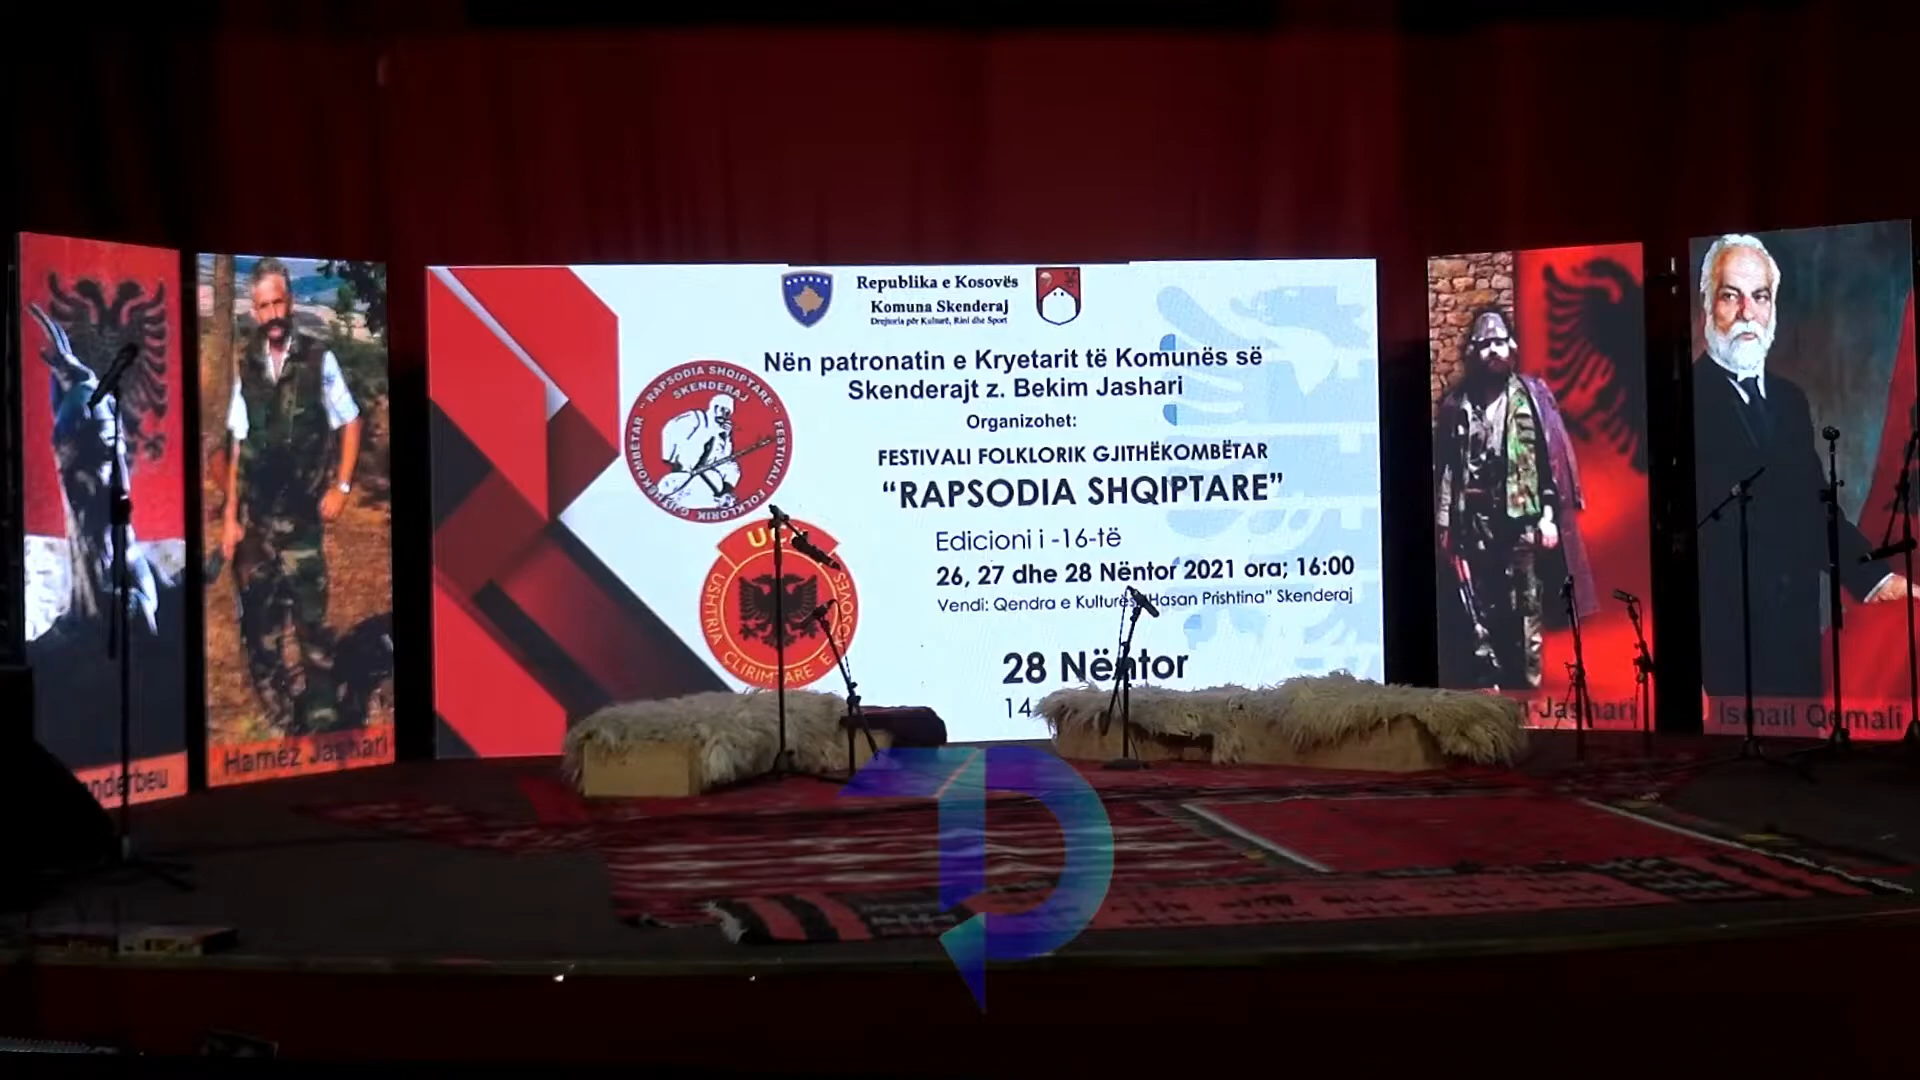 Republika e Kosovës
Komuna Skenderaj
Drejtoria për Kulturë, Rini dhe Sport
Nën patronatin e Kryetarit të Komunës së
Skenderajt z. Bekim Jashari
Organizohet:
FESTIVALI FOLKLORIK GJITHËKOMBËTAR
“RAPSODIA SHQIPTARE”
Edicioni i -16-të
26, 27 dhe 28 Nëntor 2021 ora; 16:00
Vendi: Qendra e Kulturës "Hasan Prishtina" Skenderaj
28 Nëntor
14
"RAPSODIA SHQIPTARE" FESTIVALI FOLKLORIK GJITHËKOMBËTAR
SKENDERAJ
UÇK
USHTRIA ÇLIRIMTARE E KOSOVËS
Hamëz Jashari
Jashari
Ismail Qemali